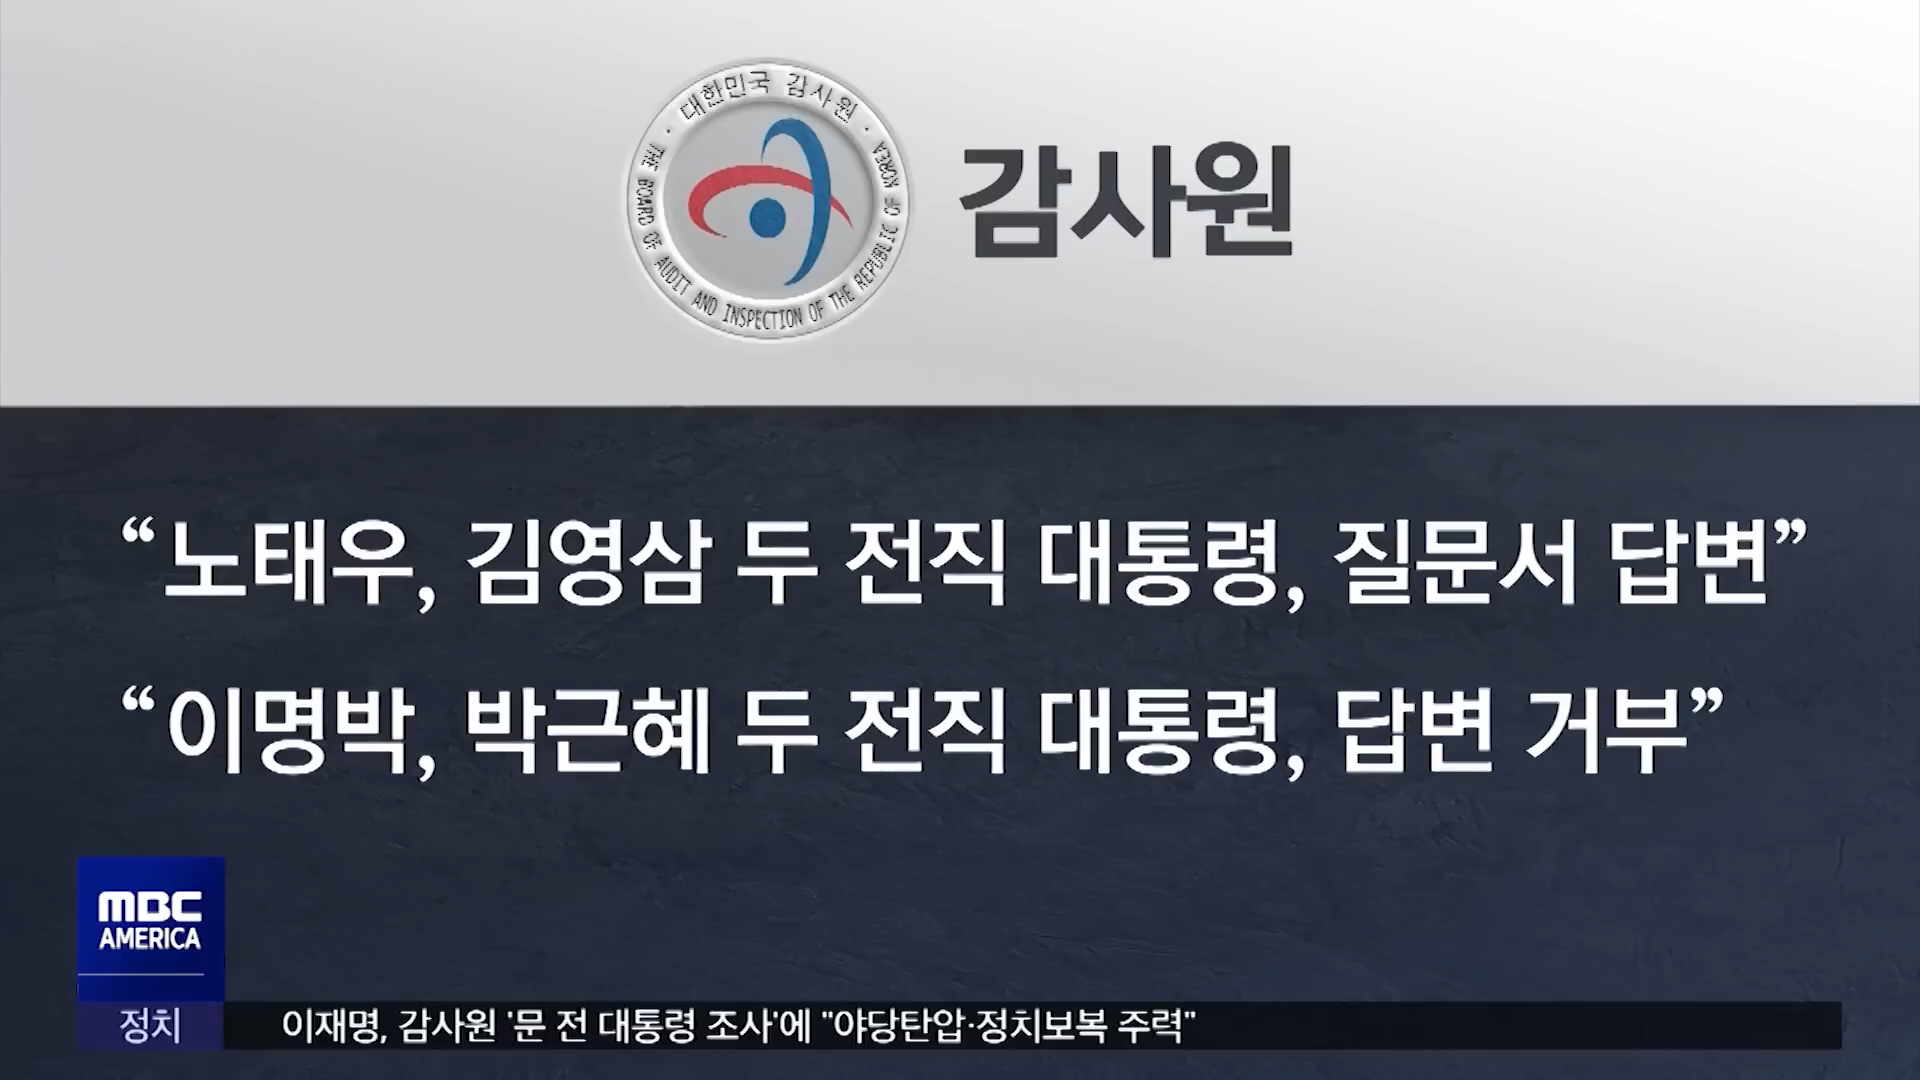 · 대한민국 감사원 ·
THE BOARD OF AUDIT AND INSPECTION OF THE REPUBLIC OF KOREA
감사원
“노태우, 김영삼 두 전직 대통령, 질문서 답변”
“이명박, 박근혜 두 전직 대통령, 답변 거부”
MBC
AMERICA
정치 이재명, 감사원 '문 전 대통령 조사'에 "야당탄압·정치보복 주력"